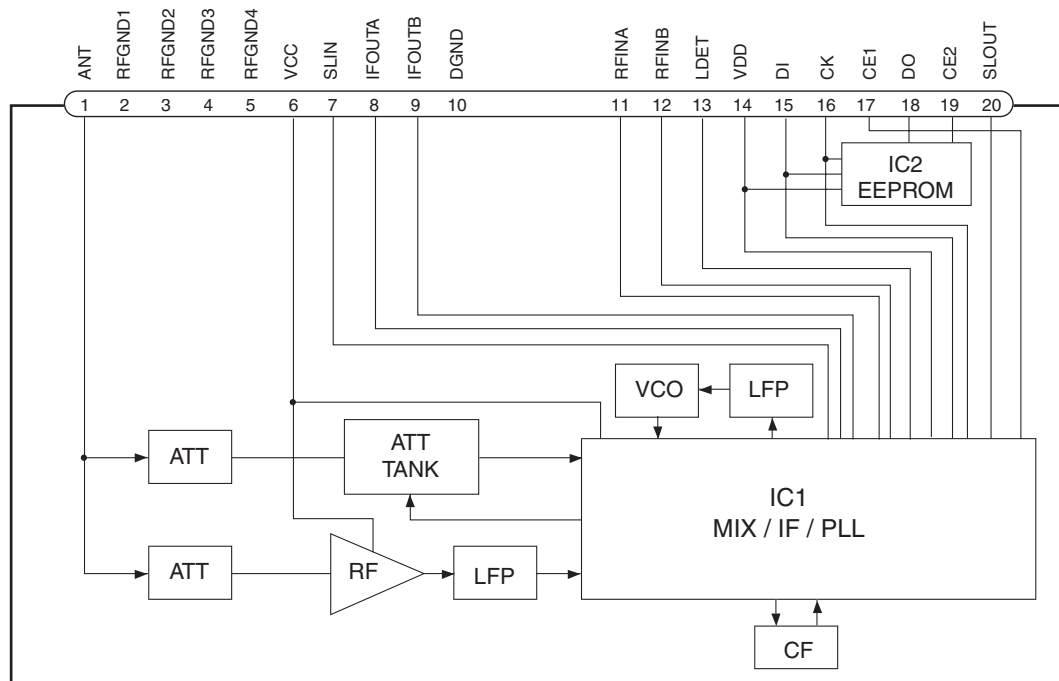 ANT
RFGND1
RFGND2
RFGND3
RFGND4
VCC
SLIN
IFOUTA
IFOUTB
DGND
RFINA
RFINB
LDET
VDD
DI
CK
CE1
DO
CE2
SLOUT
1 2 3 4 5 6 7 8 9 10 11 12 13 14 15 16 17 18 19 20
IC2
EEPROM
VCO
LFP
ATT
ATT
TANK
IC1
MIX / IF / PLL
ATT
RF
LFP
CF